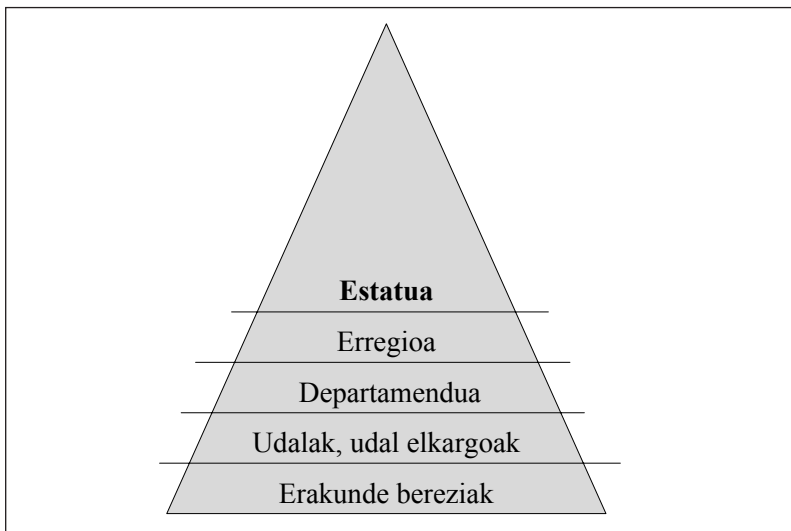 Estatua
Erregioa
Departamendua
Udalak, udal elkargoak
Erakunde bereziak